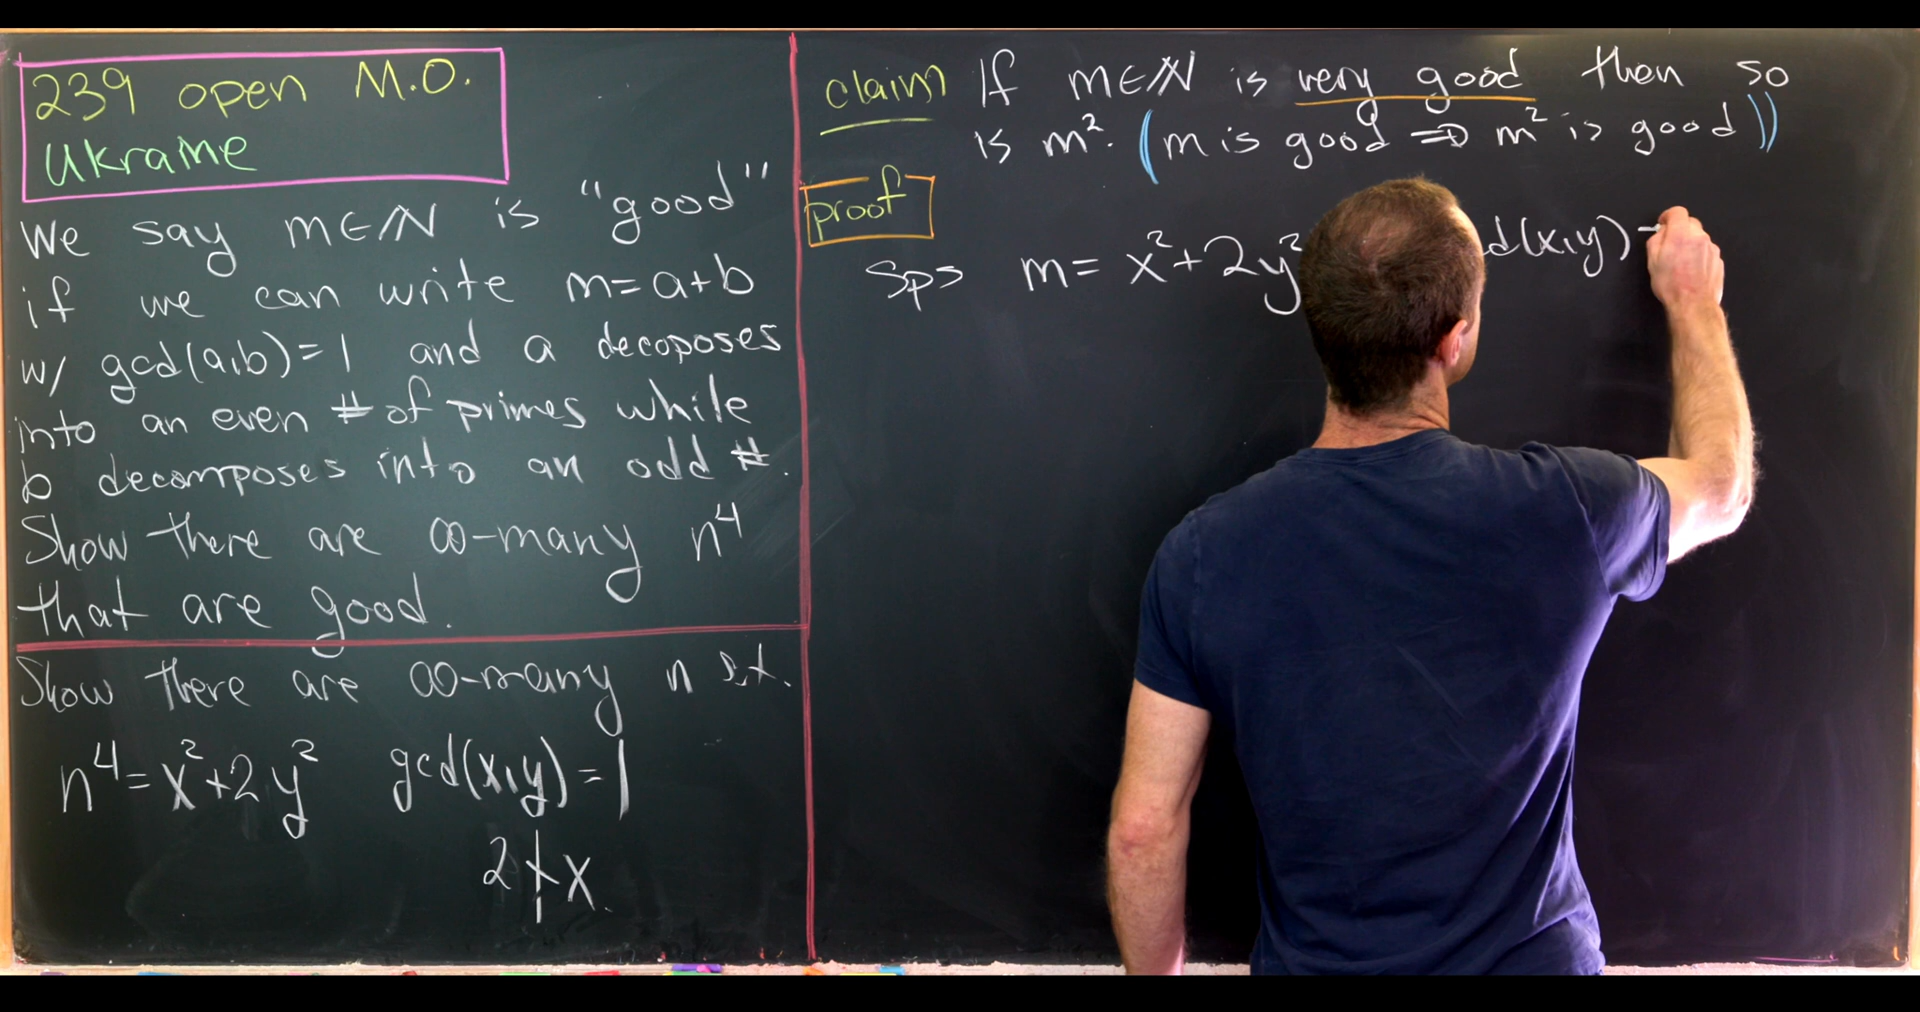 239 open M.O.
Ukraine
We say m∈ℕ is "good"
if we can write m=a+b
w/ gcd(a,b)=1 and a decoposes
into an even # of primes while
b decomposes into an odd #.
Show there are ∞-many n⁴
that are good.
Show there are ∞-many n s.t.
n⁴=x²+2y² gcd(x,y)=1
2∤x.
claim If m∈ℕ is very good then so
is m². (m is good ⇒ m² is good))
proof
Sps m= x²+2y² d(x,y)=